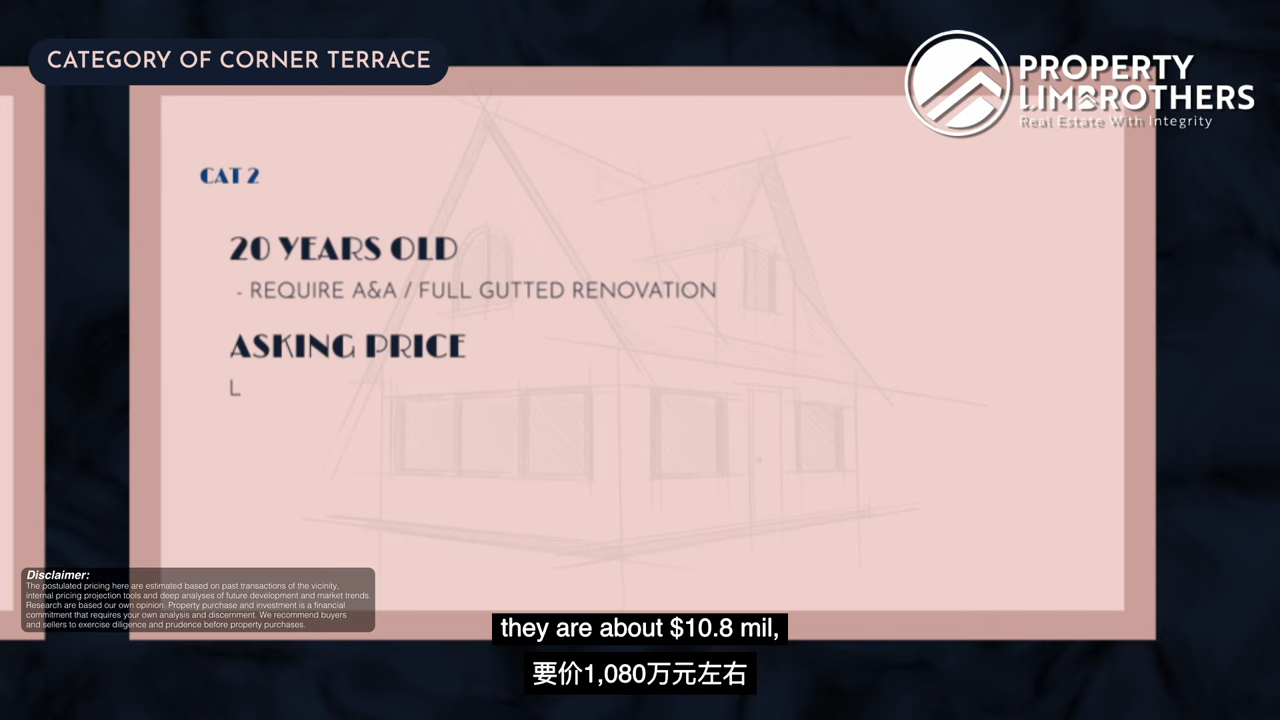 CATEGORY OF CORNER TERRACE
PROPERTY
LIMBROTHERS
Real Estate With Integrity
CAT 2
20 YEARS OLD
- REQUIRE A&A / FULL GUTTED RENOVATION
ASKING PRICE
L
Disclaimer:
The postulated pricing here are estimated based on past transactions of the vicinity,
internal pricing projection tools and deep analyses of future development and market trends.
Research are based our own opinion. Property purchase and investment is a financial
commitment that requires your own analysis and discernment. We recommend buyers
and sellers to exercise diligence and prudence before property purchases.
they are about $10.8 mil,
要价1,080万元左右